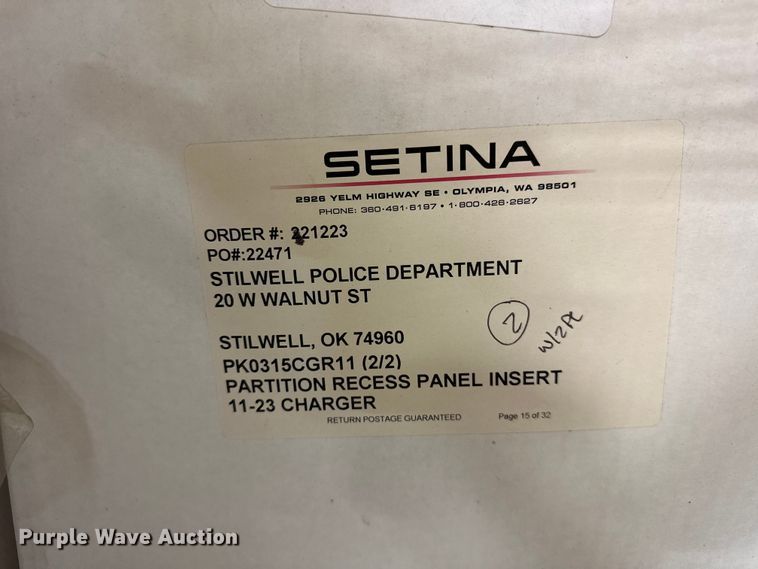 SETINA
2926 YELM HIGHWAY SE • OLYMPIA, WA 98501
PHONE: 360-491-6197 • 1-800-426-2627
ORDER #: 221223
PO#:22471
STILWELL POLICE DEPARTMENT
20 W WALNUT ST
2
w/2pt
STILWELL, OK 74960
PK0315CGR11 (2/2)
PARTITION RECESS PANEL INSERT
11-23 CHARGER
RETURN POSTAGE GUARANTEED Page 15 of 32
Purple Wave Auction